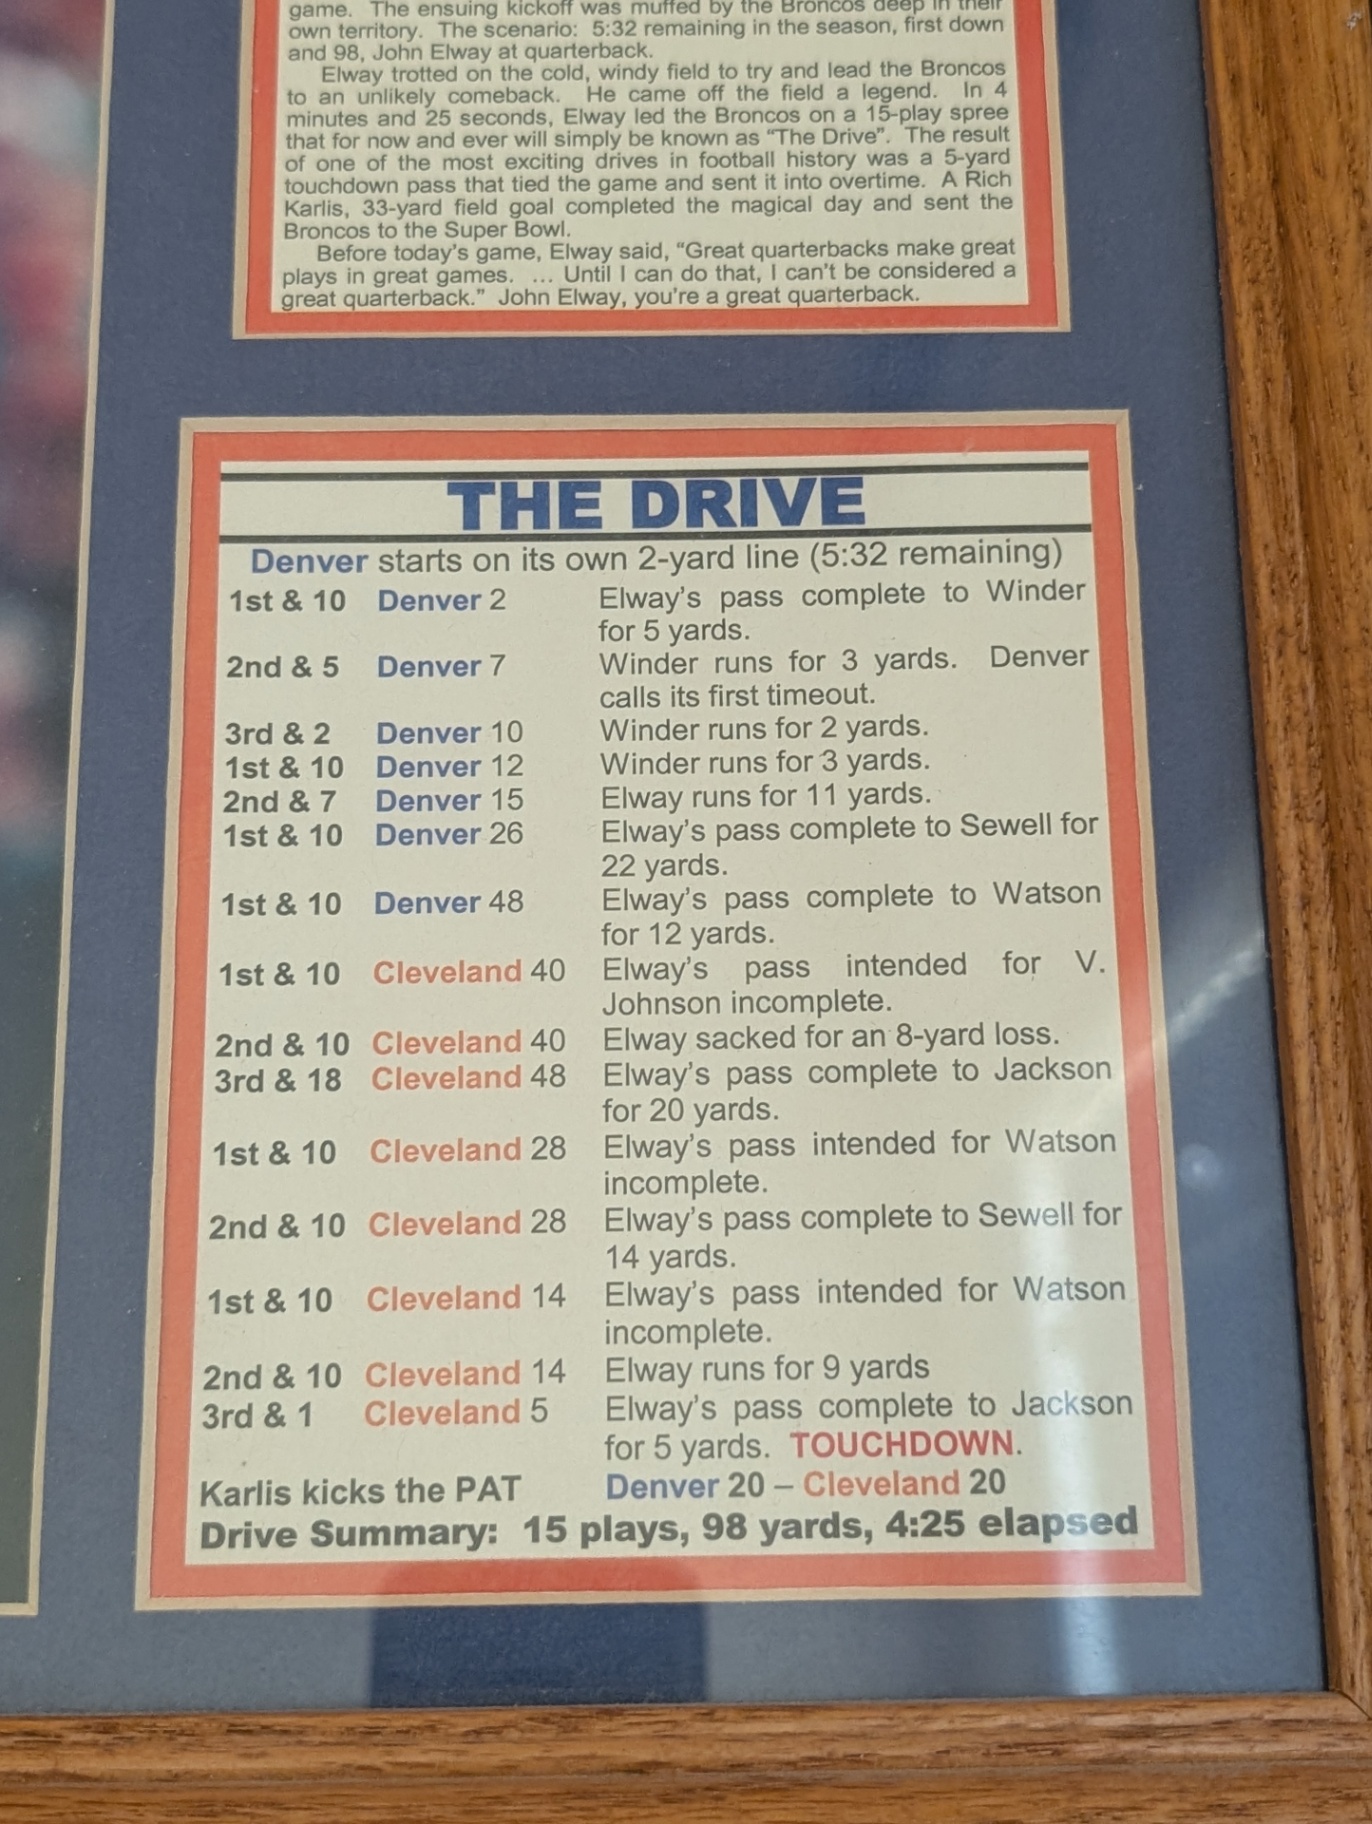 game. The ensuing kickoff was muffed by the Broncos deep in their
own territory. The scenario: 5:32 remaining in the season, first down
and 98, John Elway at quarterback.
Elway trotted on the cold, windy field to try and lead the Broncos
to an unlikely comeback. He came off the field a legend. In 4
minutes and 25 seconds, Elway led the Broncos on a 15-play spree
that for now and ever will simply be known as “The Drive”. The result
of one of the most exciting drives in football history was a 5-yard
touchdown pass that tied the game and sent it into overtime. A Rich
Karlis, 33-yard field goal completed the magical day and sent the
Broncos to the Super Bowl.
Before today’s game, Elway said, “Great quarterbacks make great
plays in great games. … Until I can do that, I can’t be considered a
great quarterback.” John Elway, you’re a great quarterback.
THE DRIVE
Denver starts on its own 2-yard line (5:32 remaining)
1st & 10 Denver 2 Elway’s pass complete to Winder
for 5 yards.
2nd & 5 Denver 7 Winder runs for 3 yards. Denver
calls its first timeout.
3rd & 2 Denver 10 Winder runs for 2 yards.
1st & 10 Denver 12 Winder runs for 3 yards.
2nd & 7 Denver 15 Elway runs for 11 yards.
1st & 10 Denver 26 Elway’s pass complete to Sewell for
22 yards.
1st & 10 Denver 48 Elway’s pass complete to Watson
for 12 yards.
1st & 10 Cleveland 40 Elway’s pass intended for V.
Johnson incomplete.
2nd & 10 Cleveland 40 Elway sacked for an 8-yard loss.
3rd & 18 Cleveland 48 Elway’s pass complete to Jackson
for 20 yards.
1st & 10 Cleveland 28 Elway’s pass intended for Watson
incomplete.
2nd & 10 Cleveland 28 Elway’s pass complete to Sewell for
14 yards.
1st & 10 Cleveland 14 Elway’s pass intended for Watson
incomplete.
2nd & 10 Cleveland 14 Elway runs for 9 yards
3rd & 1 Cleveland 5 Elway’s pass complete to Jackson
for 5 yards. TOUCHDOWN.
Karlis kicks the PAT Denver 20 – Cleveland 20
Drive Summary: 15 plays, 98 yards, 4:25 elapsed